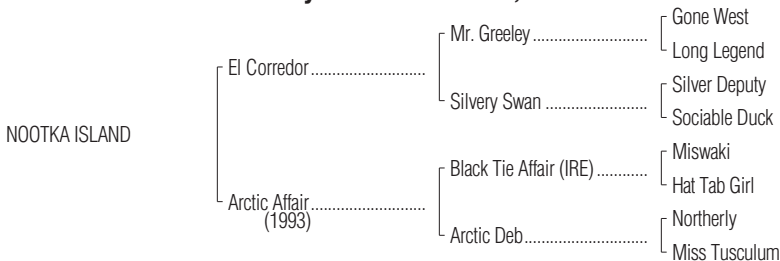 Gone West
Mr. Greeley
Long Legend
El Corredor
Silver Deputy
Silvery Swan
Sociable Duck
NOOTKA ISLAND
Miswaki
Black Tie Affair (IRE)
Hat Tab Girl
Arctic Affair
(1993)
Northerly
Arctic Deb
Miss Tusculum